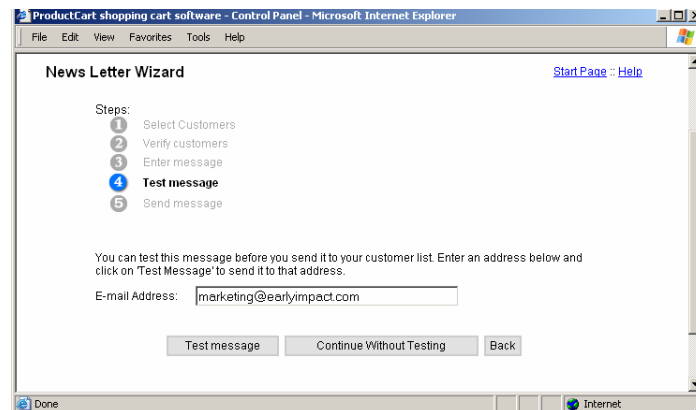 ProductCart shopping cart software - Control Panel - Microsoft Internet Explorer
File Edit View Favorites Tools Help
News Letter Wizard
Start Page :: Help
Steps:
1 Select Customers
2 Verify customers
3 Enter message
4 Test message
5 Send message
You can test this message before you send it to your customer list. Enter an address below and
click on 'Test Message' to send it to that address.
E-mail Address: marketing@earlyimpact.com
Test message Continue Without Testing Back
Done Internet